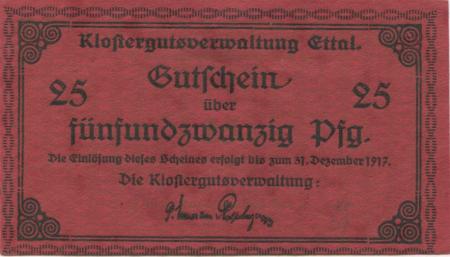 Klostergutsverwaltung Ettal.
Gutschein
25 über 25
fünfundzwanzig Pfg.
Die Einlösung dieses Scheines erfolgt bis zum 31. Dezember 1917.
Die Klostergutsverwaltung: